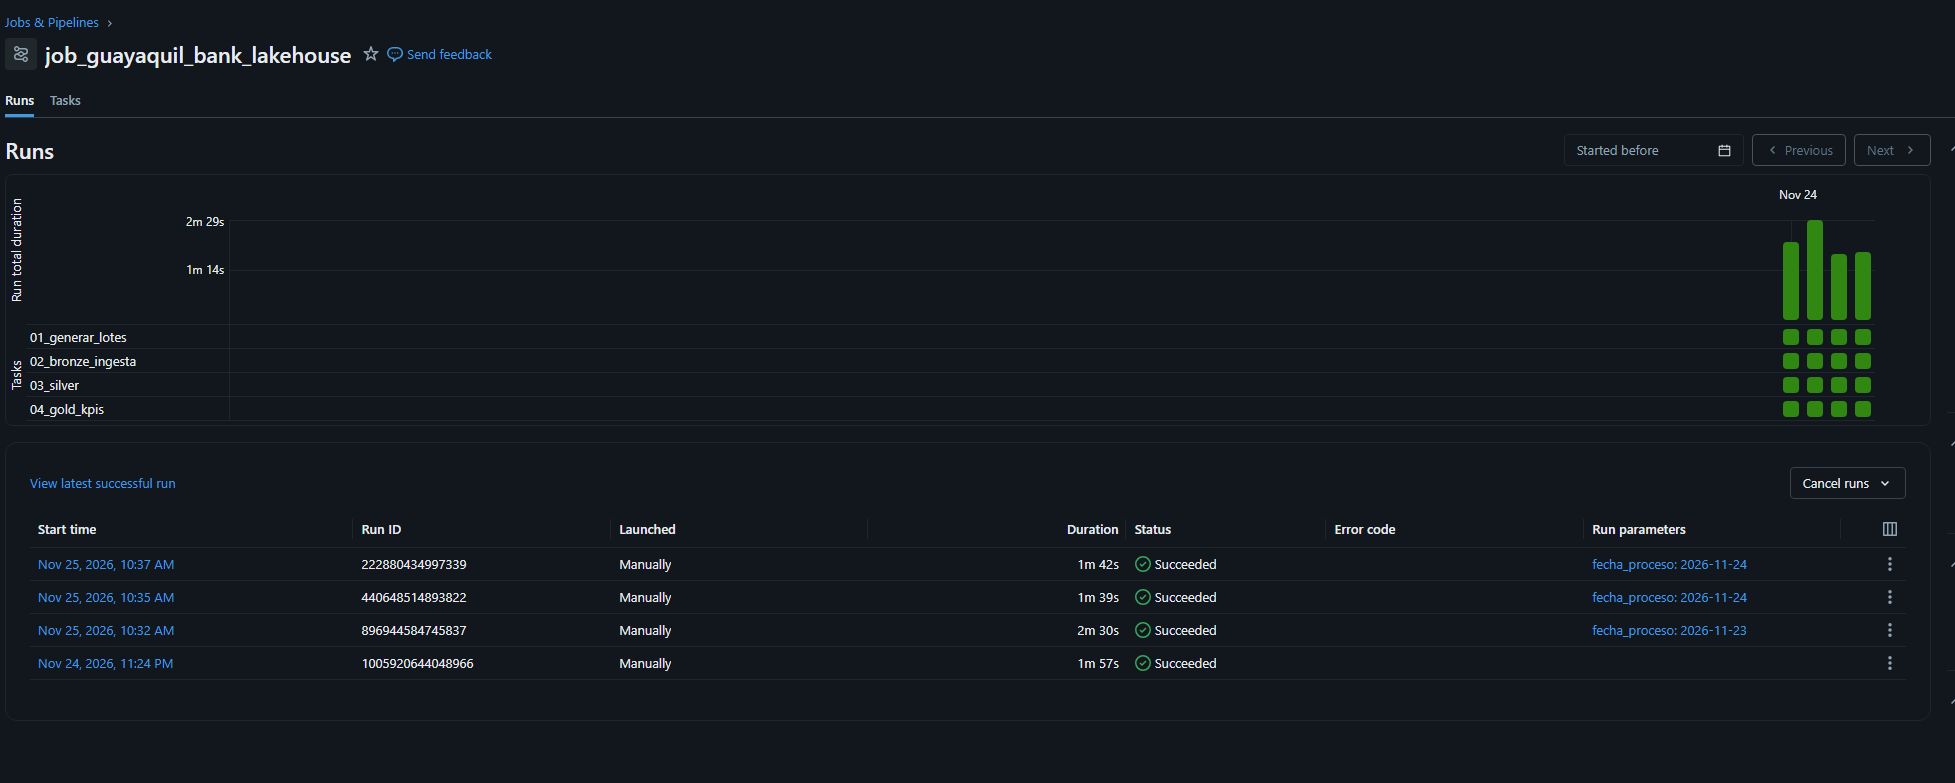 Jobs & Pipelines
job_guayaquil_bank_lakehouse Send feedback
Runs Tasks
Runs
Started before Previous Next
Nov 24
Run total duration
2m 29s
1m 14s
Tasks
01_generar_lotes
02_bronze_ingesta
03_silver
04_gold_kpis
View latest successful run Cancel runs
Start time Run ID Launched Duration Status Error code Run parameters
Nov 25, 2026, 10:37 AM 222880434997339 Manually 1m 42s Succeeded fecha_proceso: 2026-11-24
Nov 25, 2026, 10:35 AM 440648514893822 Manually 1m 39s Succeeded fecha_proceso: 2026-11-24
Nov 25, 2026, 10:32 AM 896944584745837 Manually 2m 30s Succeeded fecha_proceso: 2026-11-23
Nov 24, 2026, 11:24 PM 1005920644048966 Manually 1m 57s Succeeded